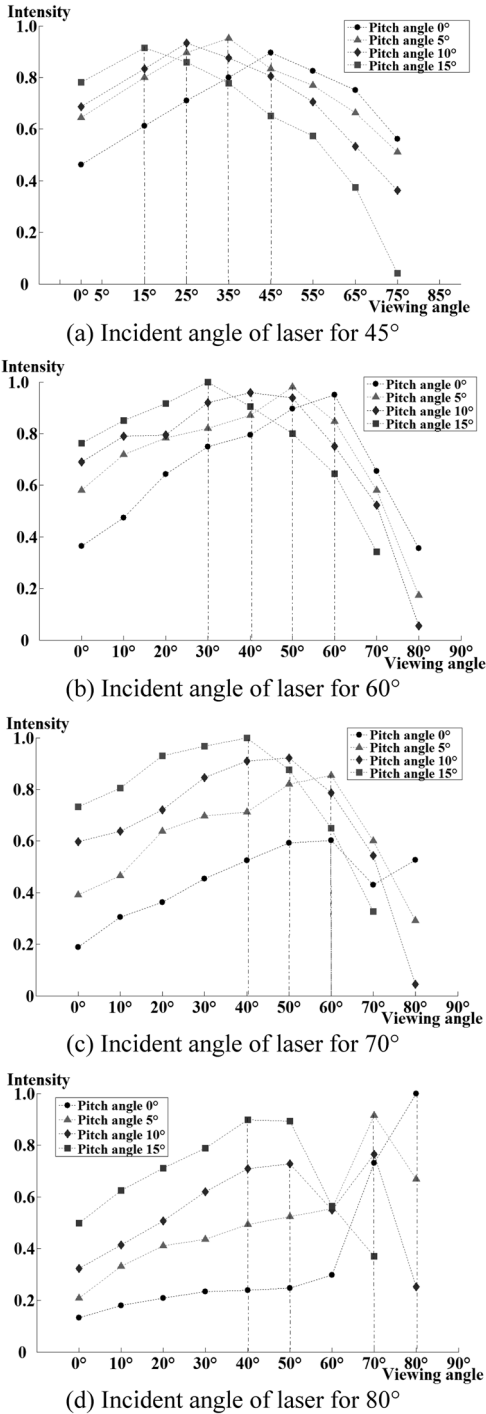 Intensity
Pitch angle 0°
Pitch angle 5°
Pitch angle 10°
Pitch angle 15°
1.0
0.8
0.6
0.4
0.2
0
0° 5° 15° 25° 35° 45° 55° 65° 75° 85°
Viewing angle
(a) Incident angle of laser for 45°
Intensity
Pitch angle 0°
Pitch angle 5°
Pitch angle 10°
Pitch angle 15°
1.0
0.8
0.6
0.4
0.2
0
0° 10° 20° 30° 40° 50° 60° 70° 80° 90°
Viewing angle
(b) Incident angle of laser for 60°
Intensity
Pitch angle 0°
Pitch angle 5°
Pitch angle 10°
Pitch angle 15°
1.0
0.8
0.6
0.4
0.2
0
0° 10° 20° 30° 40° 50° 60° 70° 80° 90°
Viewing angle
(c) Incident angle of laser for 70°
Intensity
Pitch angle 0°
Pitch angle 5°
Pitch angle 10°
Pitch angle 15°
1.0
0.8
0.6
0.4
0.2
0
0° 10° 20° 30° 40° 50° 60° 70° 80° 90°
Viewing angle
(d) Incident angle of laser for 80°